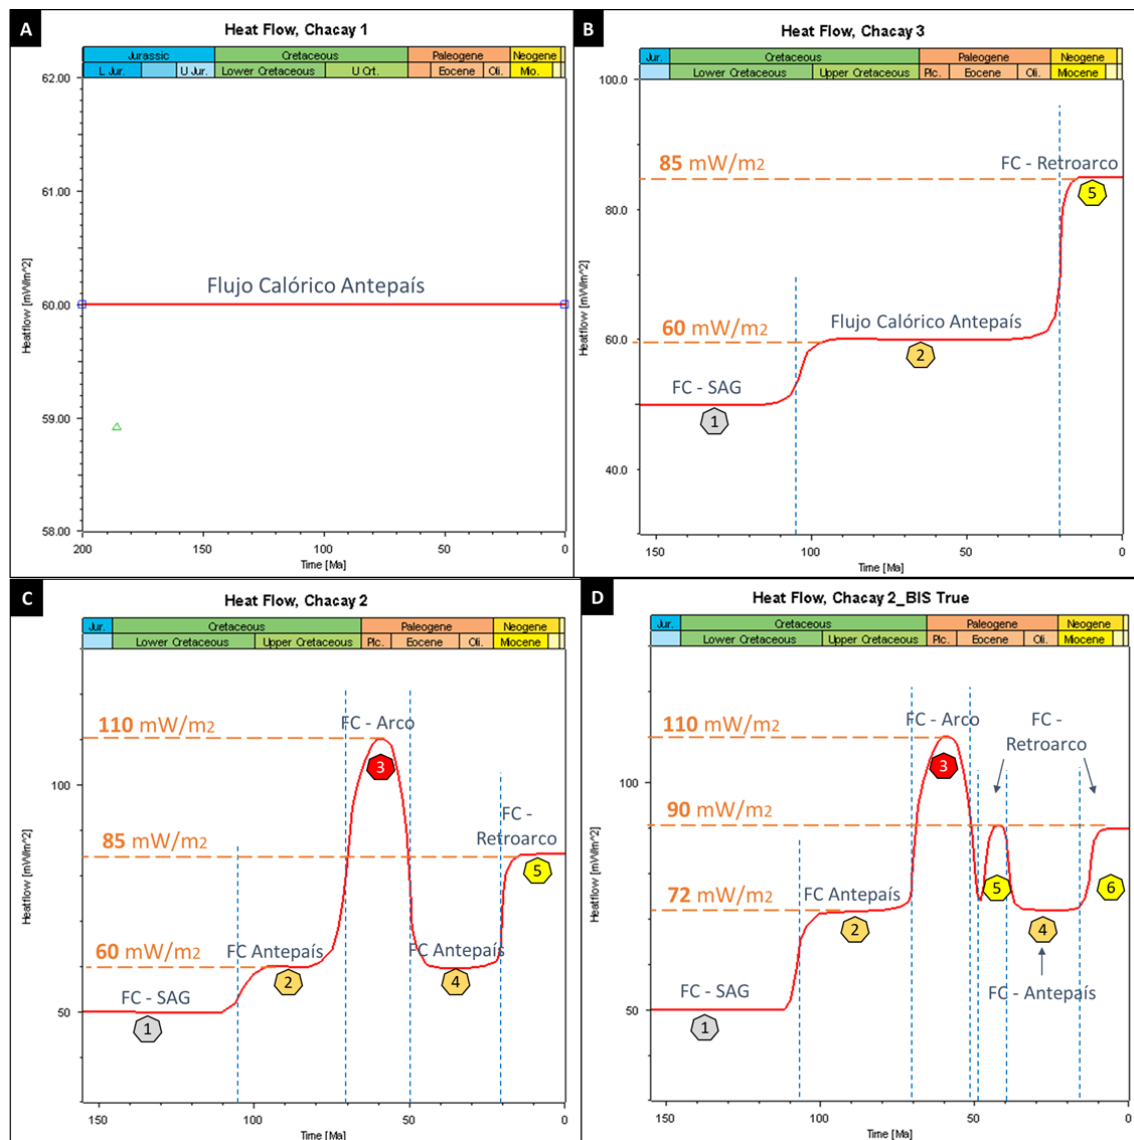 A
Heat Flow, Chacay 1
Jurassic Cretaceous Paleogene Neogene
L Jur. U Jur. Lower Cretaceous U Crt. Eocene Oli. Mio.
62.00
61.00
60.00
59.00
58.00
Heatflow [mW/m^2]
Flujo Calórico Antepaís
200 150 100 50 0
Time [Ma]
B
Heat Flow, Chacay 3
Jur. Cretaceous Paleogene Neogene
Lower Cretaceous Upper Cretaceous Plc. Eocene Oli. Miocene
100.0
80.0
60.0
40.0
Heatflow [mW/m^2]
85 mW/m2
FC - Retroarco
5
60 mW/m2
Flujo Calórico Antepaís
2
FC - SAG
1
150 100 50 0
Time [Ma]
C
Heat Flow, Chacay 2
Jur. Cretaceous Paleogene Neogene
Lower Cretaceous Upper Cretaceous Plc. Eocene Oli. Miocene
100
50
Heatflow [mW/m^2]
110 mW/m2
FC - Arco
3
85 mW/m2
FC -
Retroarco
5
60 mW/m2
FC Antepaís
2
FC Antepaís
4
FC - SAG
1
150 100 50 0
Time [Ma]
D
Heat Flow, Chacay 2_BIS True
Jur. Cretaceous Paleogene Neogene
Lower Cretaceous Upper Cretaceous Plc. Eocene Oli. Miocene
100
50
Heatflow [mW/m^2]
110 mW/m2
FC - Arco
3
FC -
Retroarco
90 mW/m2
5
6
72 mW/m2
FC Antepaís
2
4
FC - Antepaís
FC - SAG
1
150 100 50 0
Time [Ma]